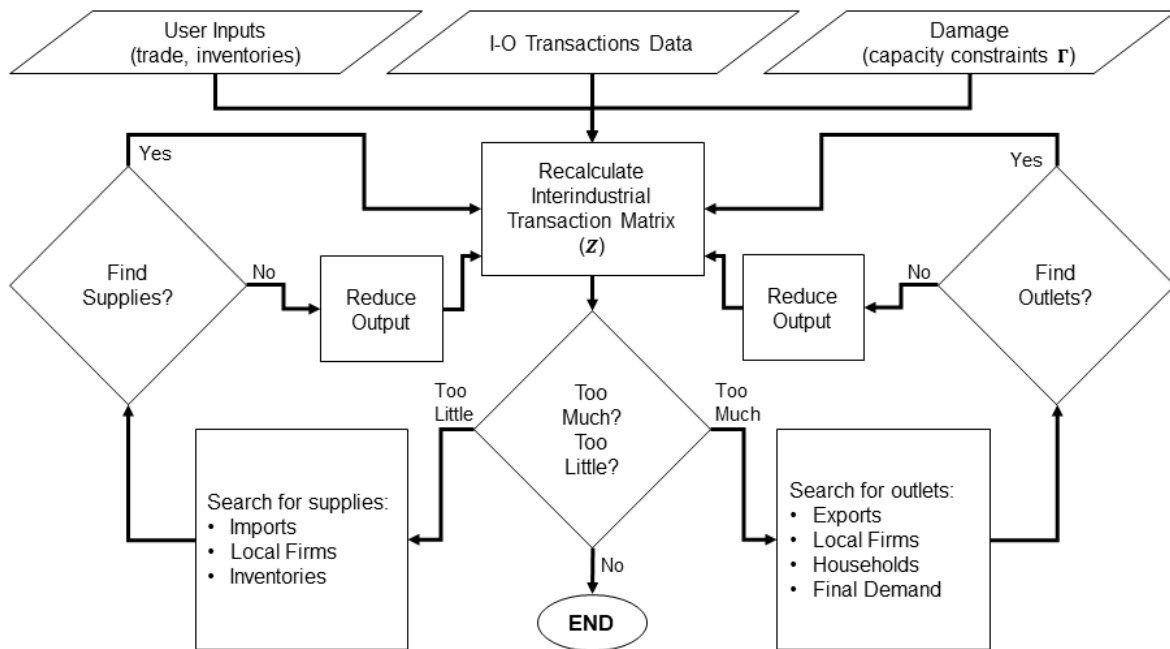 User Inputs
(trade, inventories)
I-O Transactions Data
Damage
(capacity constraints Γ)
Yes
Recalculate
Interindustrial
Transaction Matrix
(Z)
Yes
Find
Supplies?
No
Reduce
Output
Reduce
Output
No
Find
Outlets?
Too
Little
Too
Much?
Too
Little?
Too
Much
Search for supplies:
• Imports
• Local Firms
• Inventories
Search for outlets:
• Exports
• Local Firms
• Households
• Final Demand
No
END